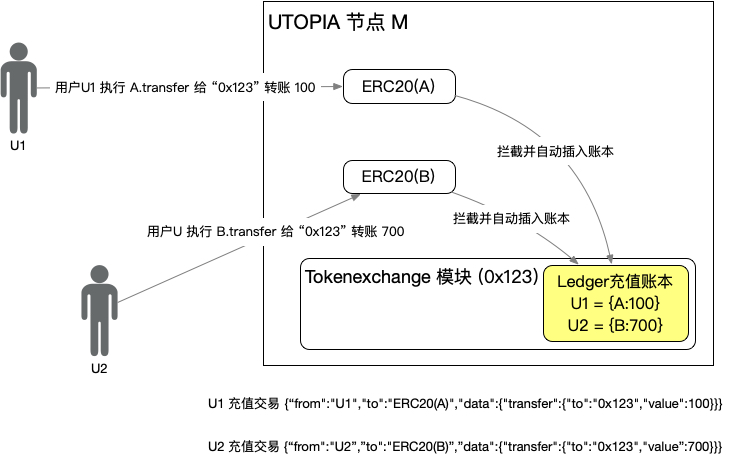 UTOPIA 节点 M
用户U1 执行 A.transfer 给 “0x123” 转账 100
ERC20(A)
U1
拦截并自动插入账本
ERC20(B)
拦截并自动插入账本
用户U 执行 B.transfer 给 “0x123” 转账 700
Tokenexchange 模块 (0x123)
Ledger充值账本
U1 = {A:100}
U2 = {B:700}
U2
U1 充值交易 {“from":"U1","to":"ERC20(A)","data":{"transfer":{"to":"0x123","value":100}}}
U2 充值交易 {“from":"U2”,”to":"ERC20(B)”,”data":{"transfer":{"to":"0x123","value”:700}}}